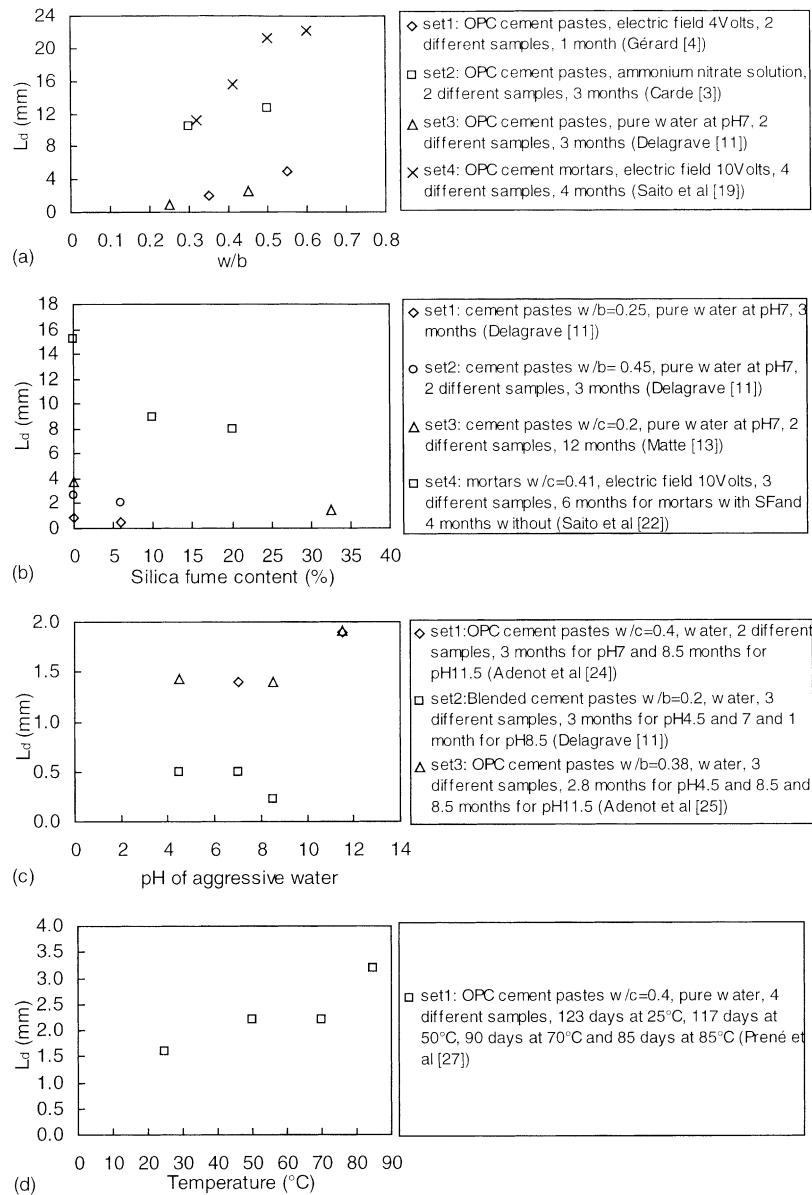 24
20
16
12
8
4
0
L_d (mm)
0 0.1 0.2 0.3 0.4 0.5 0.6 0.7 0.8
w/b
(a)
set1: OPC cement pastes, electric field 4Volts, 2
different samples, 1 month (Gérard [4])
set2: OPC cement pastes, ammonium nitrate solution,
2 different samples, 3 months (Carde [3])
set3: OPC cement pastes, pure water at pH7, 2
different samples, 3 months (Delagrave [11])
set4: OPC cement mortars, electric field 10Volts, 4
different samples, 4 months (Saito et al [19])
18
16
14
12
10
8
6
4
2
0
L_d (mm)
0 5 10 15 20 25 30 35 40
Silica fume content (%)
(b)
set1: cement pastes w/b=0.25, pure water at pH7, 3
months (Delagrave [11])
set2: cement pastes w/b= 0.45, pure water at pH7,
2 different samples, 3 months (Delagrave [11])
set3: cement pastes w/c=0.2, pure water at pH7, 2
different samples, 12 months (Matte [13])
set4: mortars w/c=0.41, electric field 10Volts, 3
different samples, 6 months for mortars with SFand
4 months without (Saito et al [22])
2.0
1.5
1.0
0.5
0.0
L_d (mm)
0 2 4 6 8 10 12 14
pH of aggressive water
(c)
set1:OPC cement pastes w/c=0.4, water, 2 different
samples, 3 months for pH7 and 8.5 months for
pH11.5 (Adenot et al [24])
set2:Blended cement pastes w/b=0.2, water, 3
different samples, 3 months for pH4.5 and 7 and 1
month for pH8.5 (Delagrave [11])
set3: OPC cement pastes w/b=0.38, water, 3
different samples, 2.8 months for pH4.5 and 8.5 and
8.5 months for pH11.5 (Adenot et al [25])
4.0
3.5
3.0
2.5
2.0
1.5
1.0
0.5
0.0
L_d (mm)
0 10 20 30 40 50 60 70 80 90
Temperature (°C)
(d)
set1: OPC cement pastes w/c=0.4, pure water, 4
different samples, 123 days at 25°C, 117 days at
50°C, 90 days at 70°C and 85 days at 85°C (Prené et
al [27])